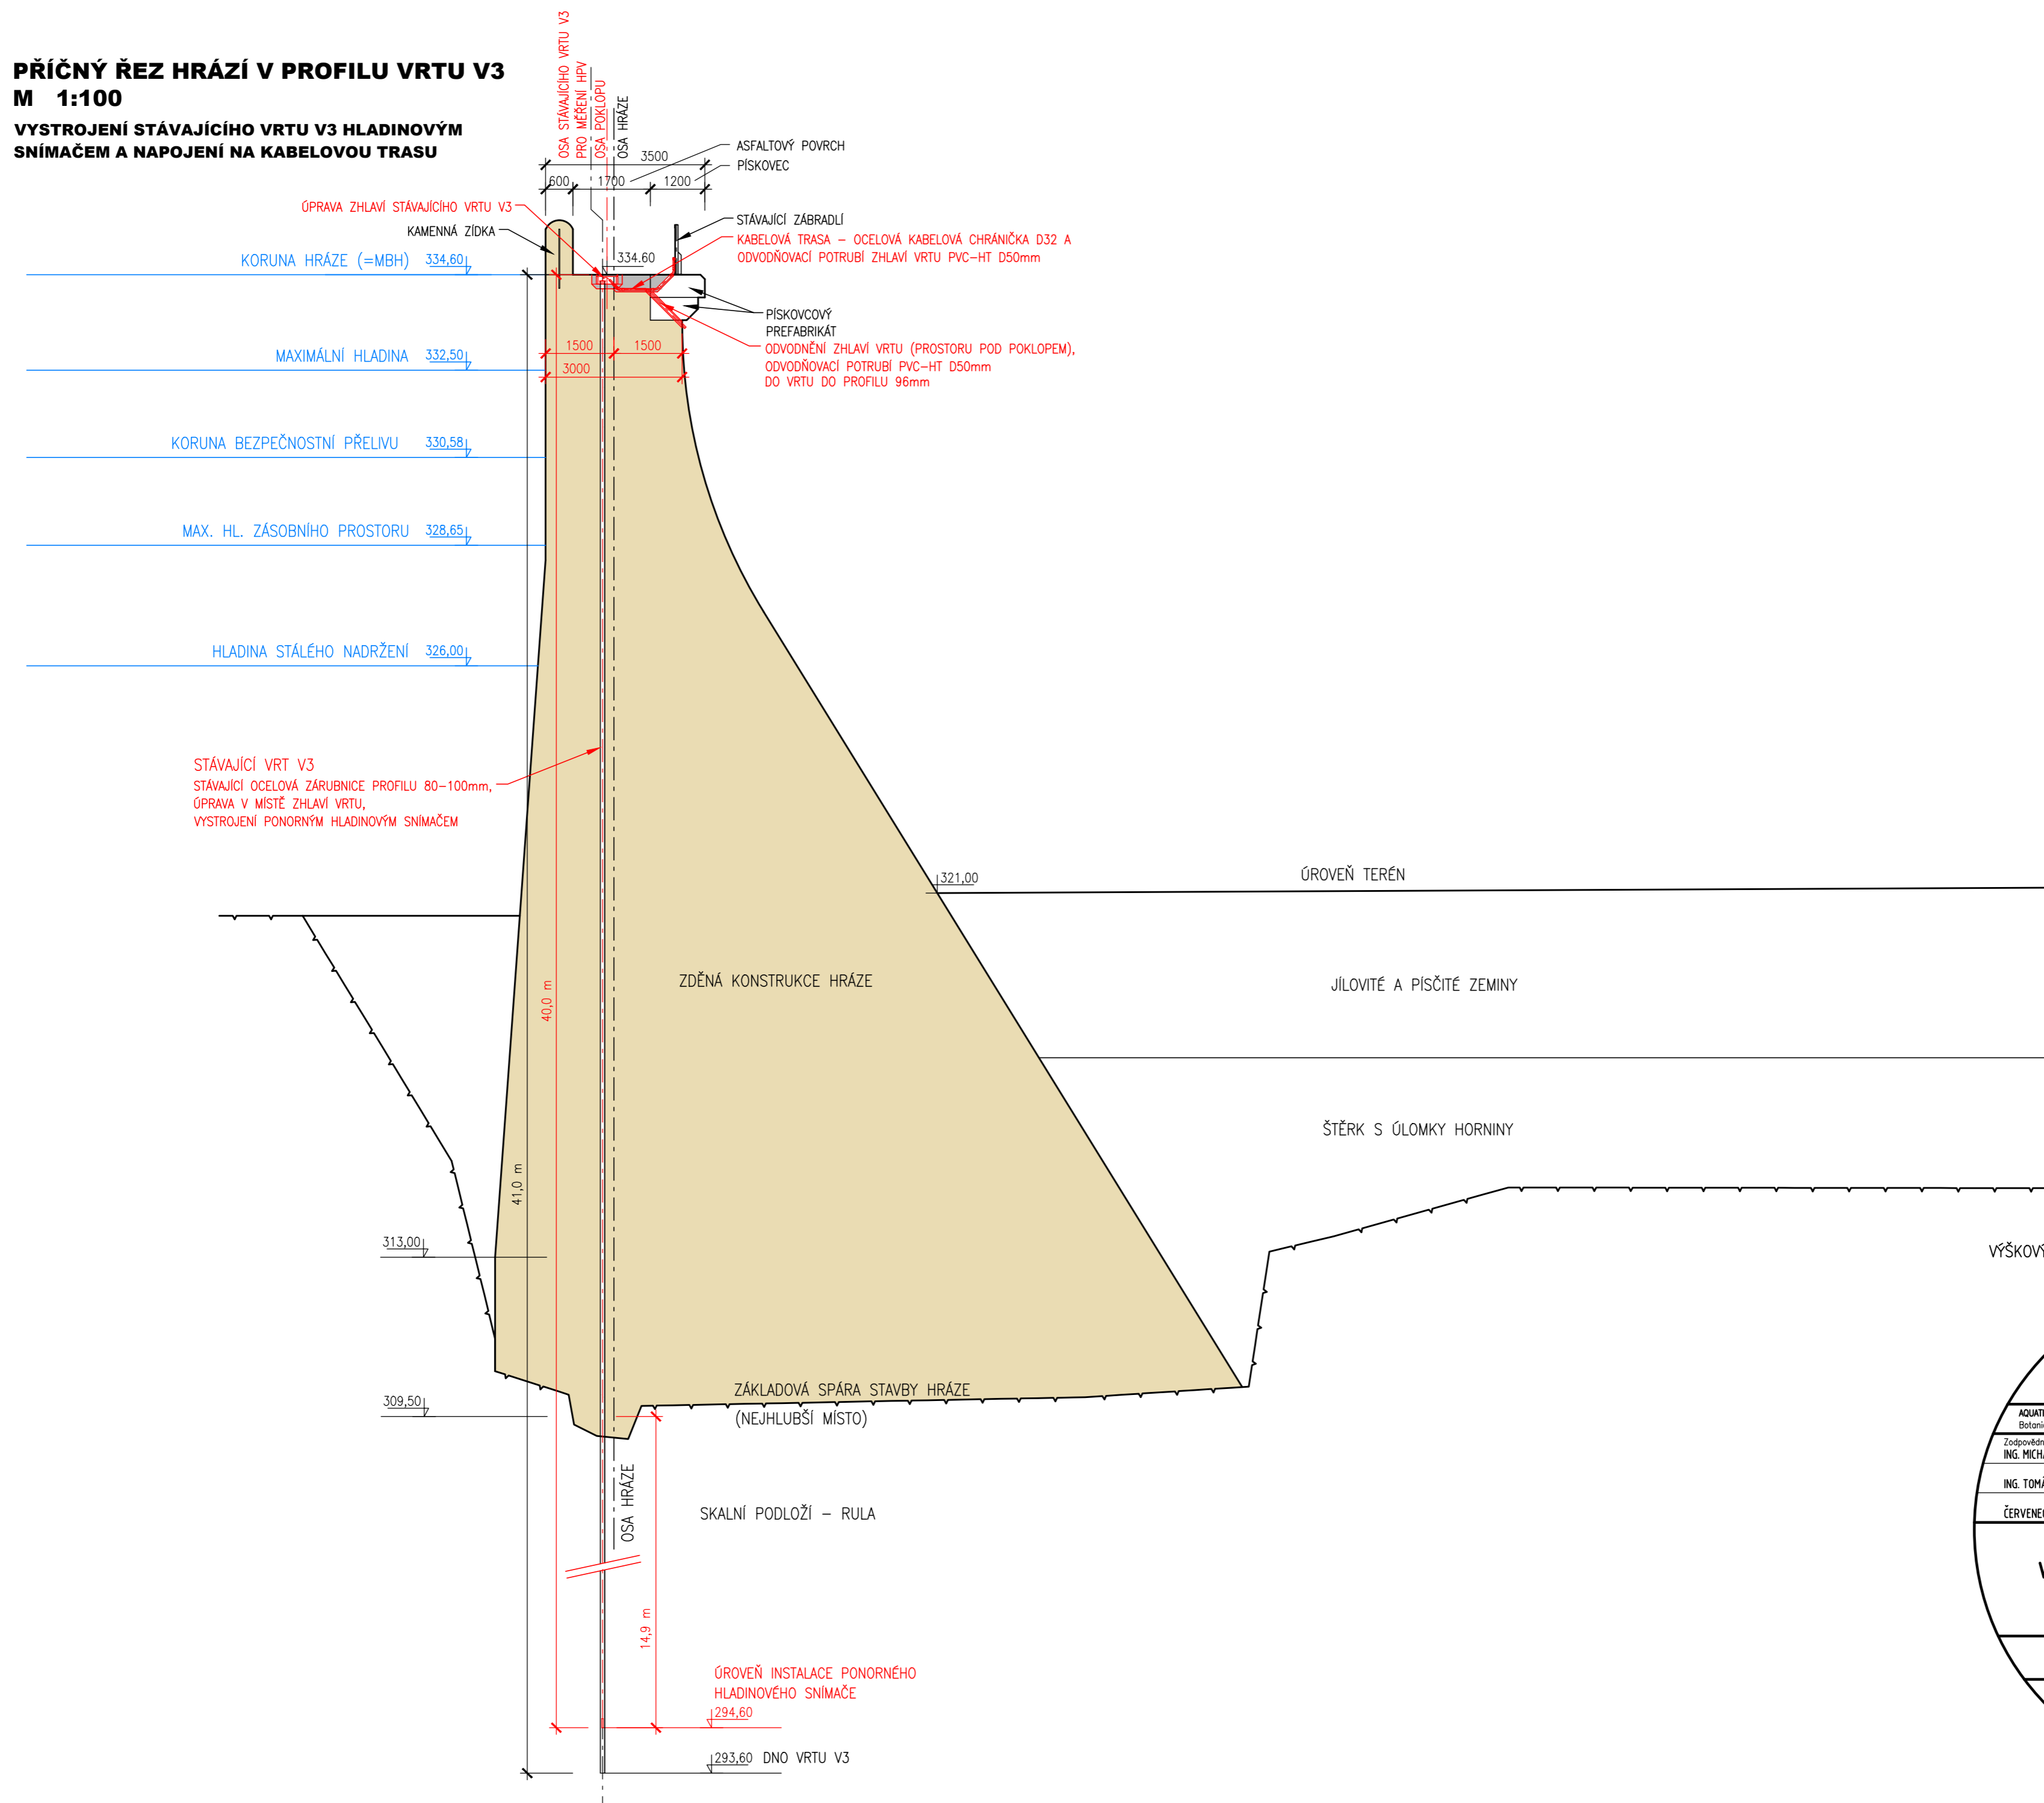 PŘÍČNÝ ŘEZ HRÁZÍ V PROFILU VRTU V3
M 1:100
VYSTROJENÍ STÁVAJÍCÍHO VRTU V3 HLADINOVÝM
SNÍMAČEM A NAPOJENÍ NA KABELOVOU TRASU
OSA STÁVAJÍCÍHO VRTU V3
PRO MĚŘENÍ HPV
OSA POKLOPU
OSA HRÁZE
3500
600
1700
1200
ASFALTOVÝ POVRCH
PÍSKOVEC
ÚPRAVA ZHLAVÍ STÁVAJÍCÍHO VRTU V3
KAMENNÁ ZÍDKA
STÁVAJÍCÍ ZÁBRADLÍ
KABELOVÁ TRASA – OCELOVÁ KABELOVÁ CHRÁNIČKA D32 A
ODVODŇOVACÍ POTRUBÍ ZHLAVÍ VRTU PVC-HT D50mm
KORUNA HRÁZE (=MBH) 334,60
334.60
PÍSKOVCOVÝ
PREFABRIKÁT
ODVODNĚNÍ ZHLAVÍ VRTU (PROSTORU POD POKLOPEM),
ODVODŇOVACÍ POTRUBÍ PVC-HT D50mm
DO VRTU DO PROFILU 96mm
1500
1500
3000
MAXIMÁLNÍ HLADINA 332,50
KORUNA BEZPEČNOSTNÍ PŘELIVU 330,58
MAX. HL. ZÁSOBNÍHO PROSTORU 328,65
HLADINA STÁLÉHO NADRŽENÍ 326,00
STÁVAJÍCÍ VRT V3
STÁVAJÍCÍ OCELOVÁ ZÁRUBNICE PROFILU 80-100mm,
ÚPRAVA V MÍSTĚ ZHLAVÍ VRTU,
VYSTROJENÍ PONORNÝM HLADINOVÝM SNÍMAČEM
321,00
ÚROVEŇ TERÉN
ZDĚNÁ KONSTRUKCE HRÁZE
JÍLOVITÉ A PÍSČITÉ ZEMINY
40,0 m
ŠTĚRK S ÚLOMKY HORNINY
41,0 m
313,00
VÝŠKOVÝ
309,50
ZÁKLADOVÁ SPÁRA STAVBY HRÁZE
(NEJHLUBŠÍ MÍSTO)
OSA HRÁZE
SKALNÍ PODLOŽÍ – RULA
14,9 m
ÚROVEŇ INSTALACE PONORNÉHO
HLADINOVÉHO SNÍMAČE
294,60
293,60 DNO VRTU V3
ING. MICHA
ING. TOMÁ
ČERVENEC